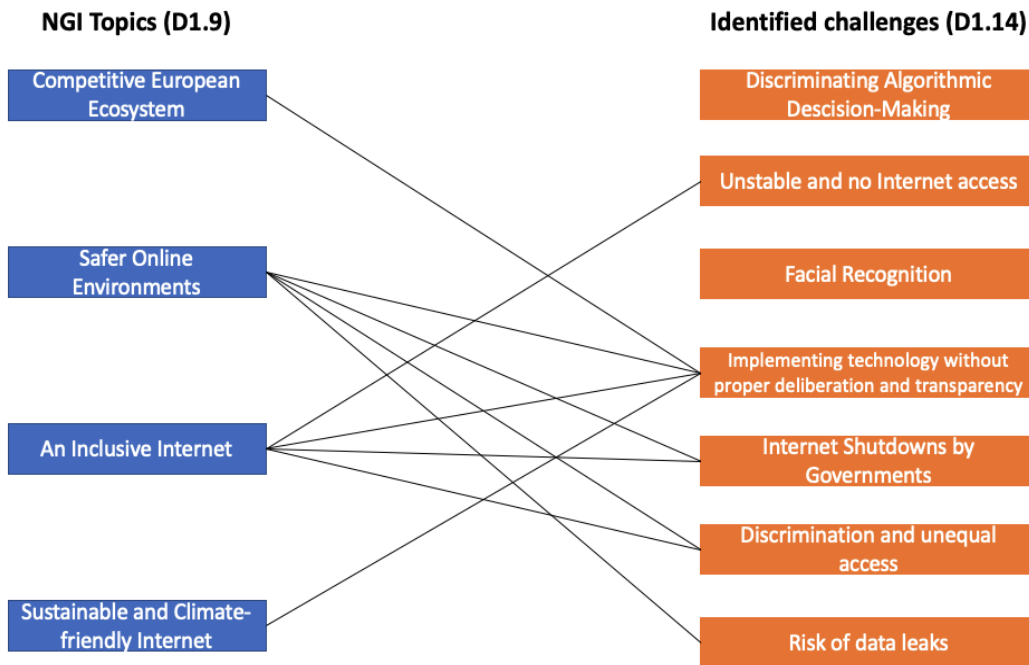 NGI Topics (D1.9)
Competitive European
Ecosystem
Safer Online
Environments
An Inclusive Internet
Sustainable and Climate-
friendly Internet
Identified challenges (D1.14)
Discriminating Algorithmic
Descision-Making
Unstable and no Internet access
Facial Recognition
Implementing technology without
proper deliberation and transparency
Internet Shutdowns by
Governments
Discrimination and unequal
access
Risk of data leaks